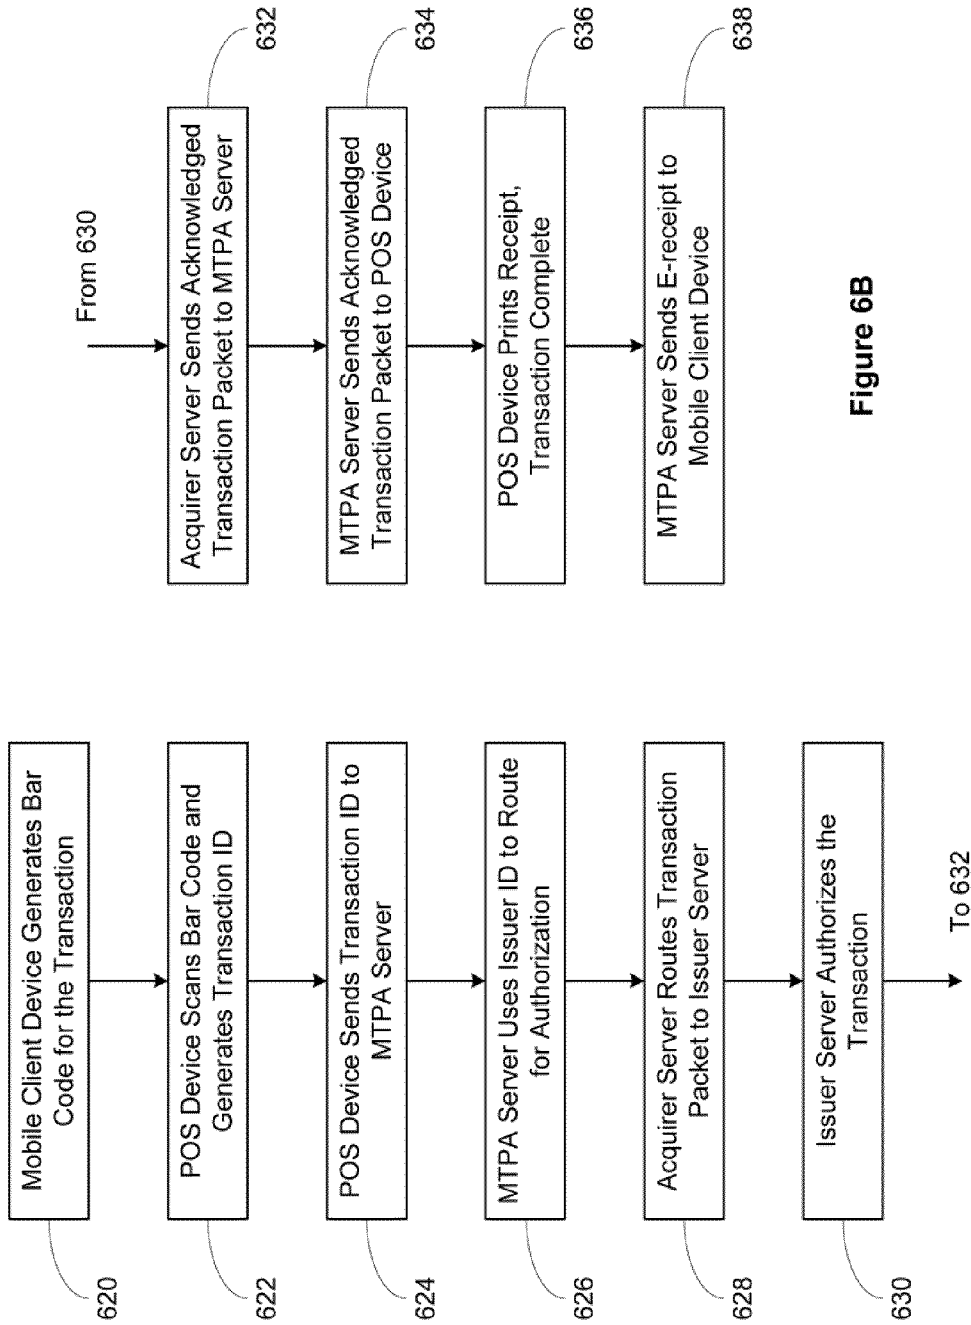 620
Mobile Client Device Generates Bar
Code for the Transaction
622
POS Device Scans Bar Code and
Generates Transaction ID
624
POS Device Sends Transaction ID to
MTPA Server
626
MTPA Server Uses Issuer ID to Route
for Authorization
628
Acquirer Server Routes Transaction
Packet to Issuer Server
630
Issuer Server Authorizes the
Transaction
To 632
From 630
Acquirer Server Sends Acknowledged
Transaction Packet to MTPA Server
632
MTPA Server Sends Acknowledged
Transaction Packet to POS Device
634
POS Device Prints Receipt,
Transaction Complete
636
MTPA Server Sends E-receipt to
Mobile Client Device
638
Figure 6B